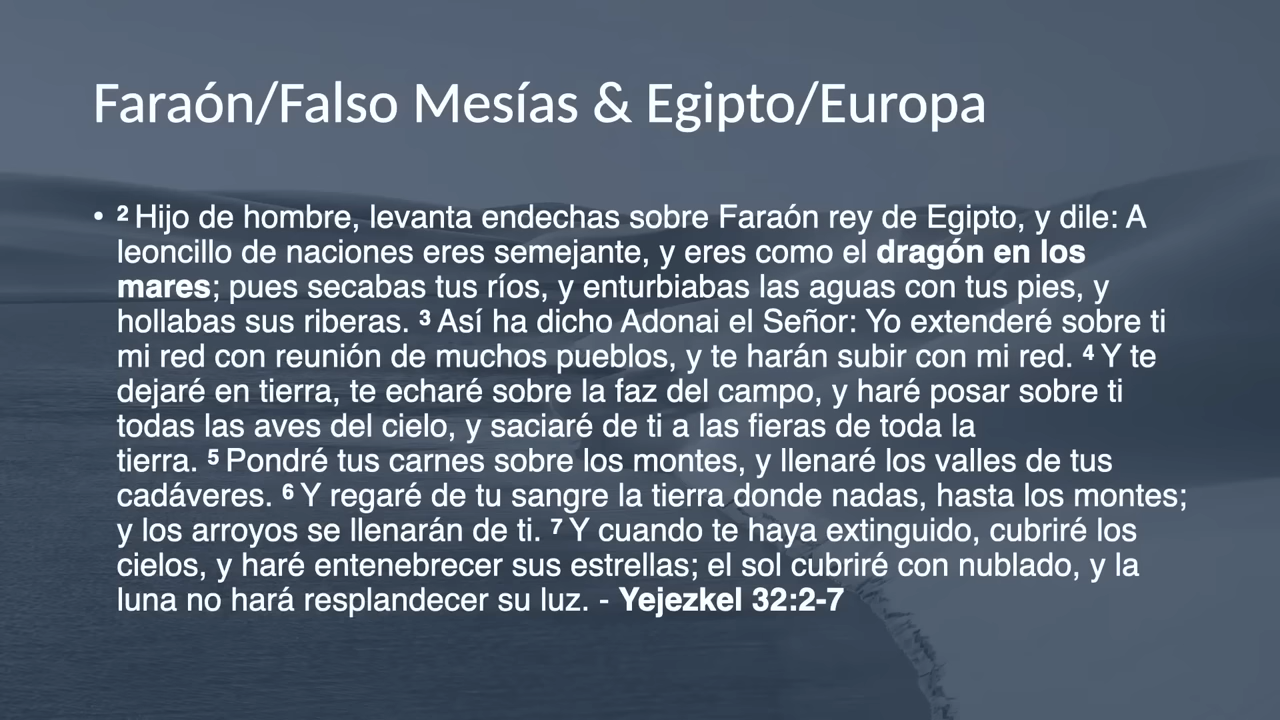 Faraón/Falso Mesías & Egipto/Europa
• ² Hijo de hombre, levanta endechas sobre Faraón rey de Egipto, y dile: A
leoncillo de naciones eres semejante, y eres como el dragón en los
mares; pues secabas tus ríos, y enturbiabas las aguas con tus pies, y
hollabas sus riberas. ³ Así ha dicho Adonai el Señor: Yo extenderé sobre ti
mi red con reunión de muchos pueblos, y te harán subir con mi red. ⁴ Y te
dejaré en tierra, te echaré sobre la faz del campo, y haré posar sobre ti
todas las aves del cielo, y saciaré de ti a las fieras de toda la
tierra. ⁵ Pondré tus carnes sobre los montes, y llenaré los valles de tus
cadáveres. ⁶ Y regaré de tu sangre la tierra donde nadas, hasta los montes;
y los arroyos se llenarán de ti. ⁷ Y cuando te haya extinguido, cubriré los
cielos, y haré entenebrecer sus estrellas; el sol cubriré con nublado, y la
luna no hará resplandecer su luz. - Yejezkel 32:2-7